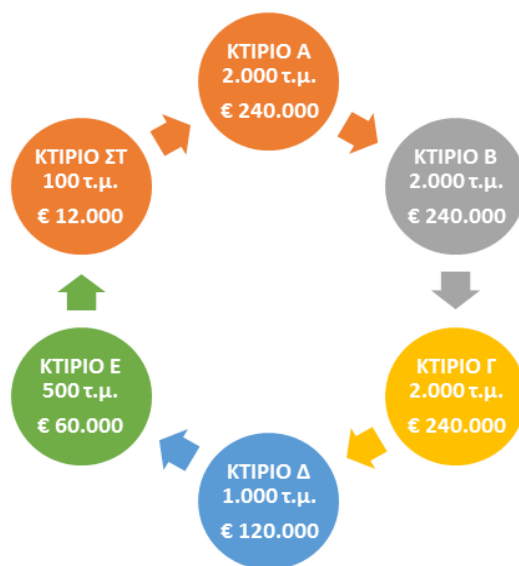 ΚΤΙΡΙΟ Α
2.000 τ.μ.
€ 240.000
ΚΤΙΡΙΟ Β
2.000 τ.μ.
€ 240.000
ΚΤΙΡΙΟ Γ
2.000 τ.μ.
€ 240.000
ΚΤΙΡΙΟ Δ
1.000 τ.μ.
€ 120.000
ΚΤΙΡΙΟ Ε
500 τ.μ.
€ 60.000
ΚΤΙΡΙΟ ΣΤ
100 τ.μ.
€ 12.000